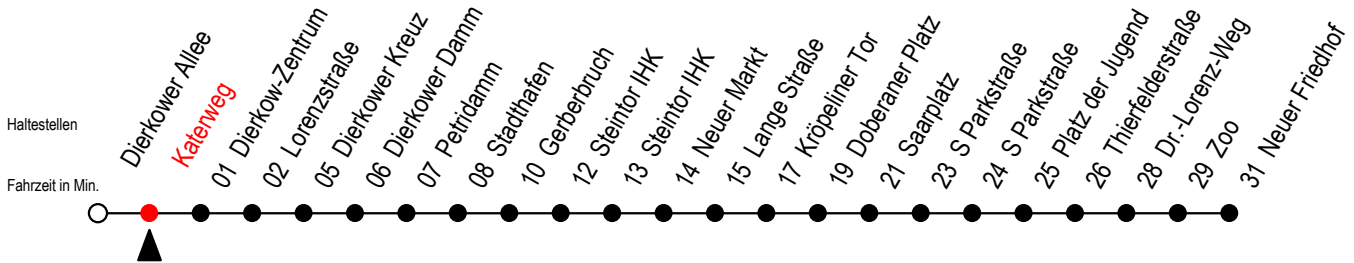 Haltestellen
Fahrzeit in Min.
Dierkower Allee
Katerweg
01 Dierkow-Zentrum
02 Lorenzstraße
05 Dierkower Kreuz
06 Dierkower Damm
07 Petridamm
08 Stadthafen
10 Gerberbruch
12 Steintor IHK
13 Steintor IHK
14 Neuer Markt
15 Lange Straße
17 Kröpeliner Tor
19 Doberaner Platz
21 Saarplatz
23 S Parkstraße
24 S Parkstraße
25 Platz der Jugend
26 Thierfelderstraße
28 Dr.-Lorenz-Weg
29 Zoo
31 Neuer Friedhof